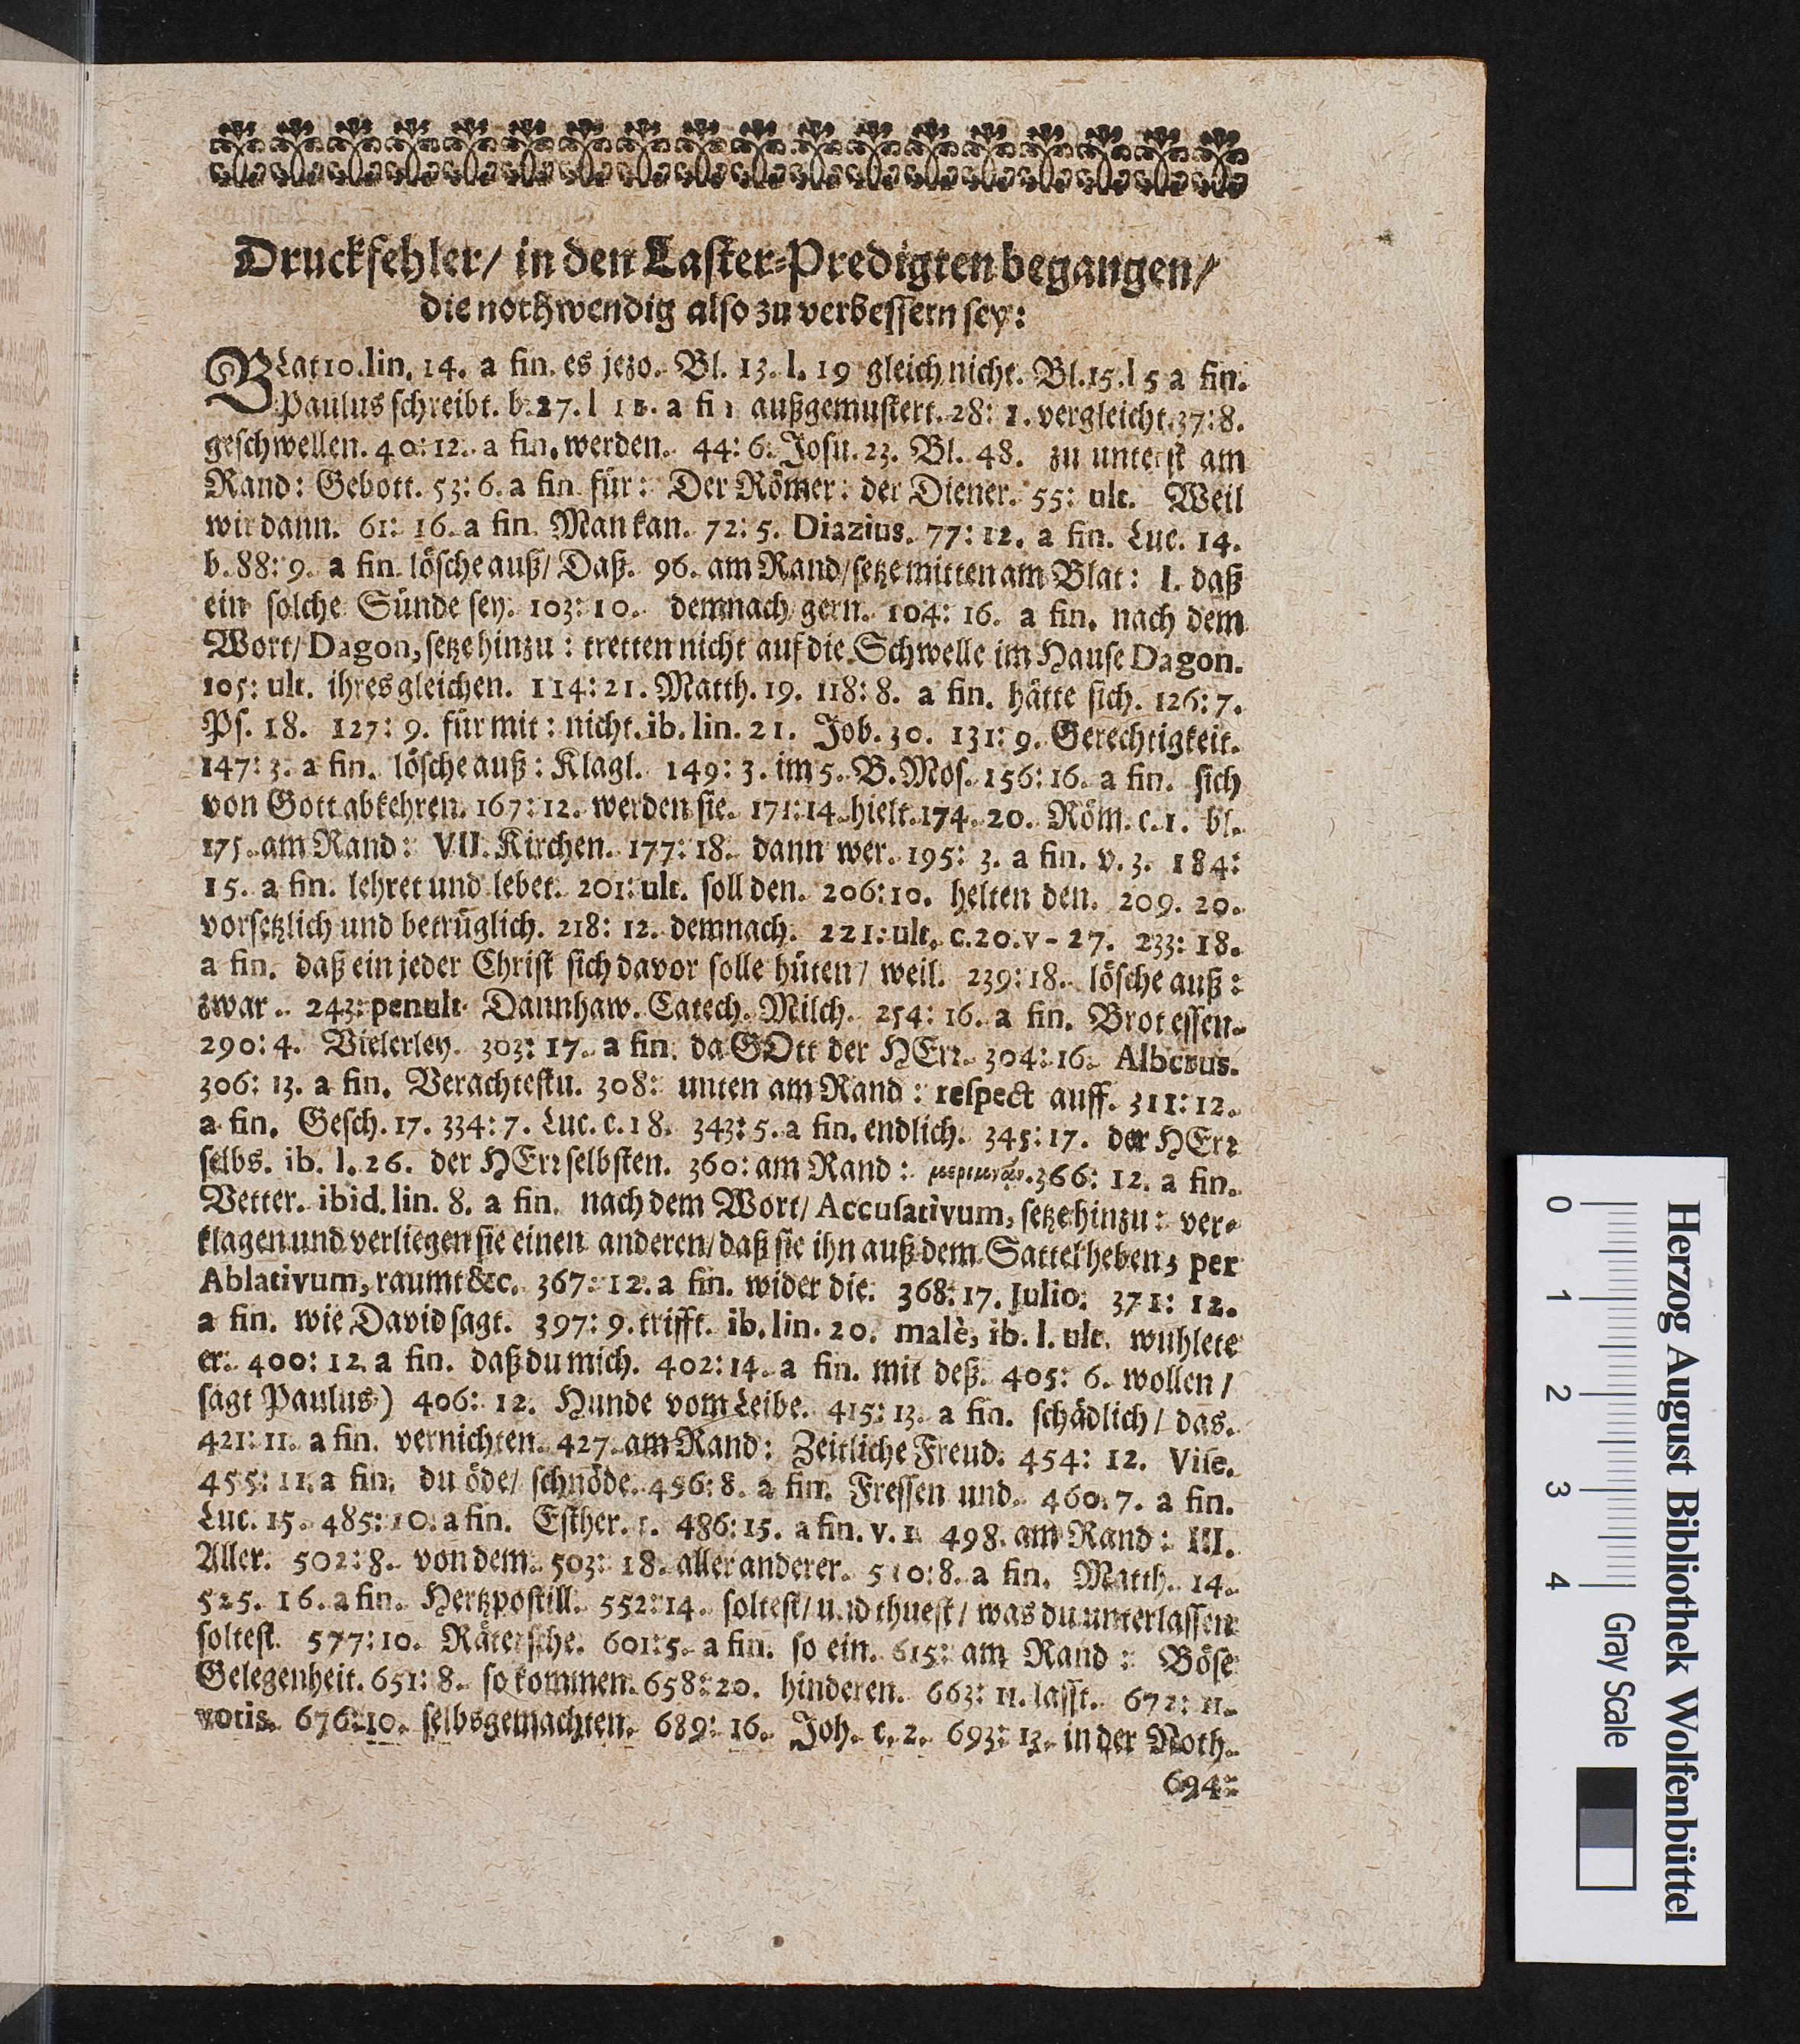 Druckfehler/ in den Laster-Predigten begangen/
die nothwendig also zu verbessern sey:
BLat 10. lin. 14. a fin. es jezo. Bl. 13. l. 19 gleich nicht. Bl. 15. l 5 a fin.
Paulus schreibt. b. 27. l 12. a fin außgemustert. 28: 1. vergleicht. 37: 8.
geschwellen. 40: 12. a fin. werden. 44: 6. Josu. 23. Bl. 48. zu unterst am
Rand: Gebott. 53: 6. a fin für: Der Römer: der Diener. 55: ult. Weil
wir dann. 61: 16. a fin. Man kan. 72: 5. Diazius. 77: 12. a fin. Luc. 14.
b. 88: 9. a fin. lösche auß/ Daß. 96. am Rand/ setze mitten am Blat: I. daß
ein solche Sünde sey. 103: 10. demnach gern. 104: 16. a fin. nach dem
Wort/ Dagon, setze hinzu: tretten nicht auf die Schwelle im Hause Dagon.
105: ult. ihres gleichen. 114: 21. Matth. 19. 118: 8. a fin. hätte sich. 126: 7.
Ps. 18. 127: 9. für mit: nicht. ib. lin. 21. Job. 30. 131: 9. Gerechtigkeit.
147: 3. a fin. lösche auß: Klagl. 149: 3. im 5. B. Mos. 156: 16. a fin. sich
von Gott abkehren. 167: 12. werden sie. 171: 14. hielt. 174. 20. Röm. c. 1. bl.
175. am Rand: VII. Kirchen. 177: 18. dann wer. 195: 3. a fin. v. 3. 184:
15. a fin. lehret und lebet. 201: ult. soll den. 206: 10. helten den. 209. 20.
vorsetzlich und betrüglich. 218: 12. demnach. 221: ult. c. 20. v - 27. 233: 18.
a fin. daß ein jeder Christ sich davor solle hüten/ weil. 239: 18. lösche auß:
zwar. 243: penult. Dannhaw. Catech. Milch. 254: 16. a fin. Brot essen.
290: 4. Vielerley. 303: 17. a fin. da GOtt der HErr. 304: 16. Alberus.
306: 13. a fin. Verachtestu. 308: unten am Rand: respect auff. 311: 12.
a fin. Gesch. 17. 334: 7. Luc. c. 18. 343: 5. a fin. endlich. 345: 17. der HErr
selbs. ib. l. 26. der HErr selbsten. 360: am Rand: 366: 12. a fin.
Vetter. ibid. lin. 8. a fin. nach dem Wort/ Accusativum, setze hinzu: ver-
klagen und verliegen sie einen anderen/ daß sie ihn auß dem Sattel heben; per
Ablativum, raumt &c. 367: 12. a fin. wider die. 368: 17. Julio. 371: 12.
a fin. wie David sagt. 397: 9. trifft. ib. lin. 20. malè, ib. l. ult. wuhlete
er. 400: 12. a fin. daß du mich. 402: 14. a fin. mit deß. 405: 6. wollen/
sagt Paulus) 406: 12. Hunde vom Leibe. 415: 13. a fin. schädlich/ das.
421: 11. a fin. vernichten. 427. am Rand: Zeitliche Freud. 454: 12. Vise.
455: 11. a fin. du öde/ schnöde. 456: 8. a fin. Fressen und. 460. 7. a fin.
Luc. 15. 485: 10. a fin. Esther. 1. 486: 15. a fin. v. 1. 498. am Rand: III.
Aller. 502: 8. von dem. 503: 18. aller anderer. 510: 8. a fin. Matth. 14.
525. 16. a fin. Hertzpostill. 552: 14. soltest/ und thuest/ was du unterlassen
soltest. 577: 10. Rätersche. 601: 5. a fin. so ein. 615: am Rand: Böse
Gelegenheit. 651: 8. so kommen. 658: 20. hinderen. 663: 11. lasst. 672: 11.
votis. 676: 10. selbsgemachten. 689: 16. Joh. c. 2. 693: 13. in der Noth.
694:
Herzog August Bibliothek Wolfenbüttel
0 1 2 3 4 Gray Scale